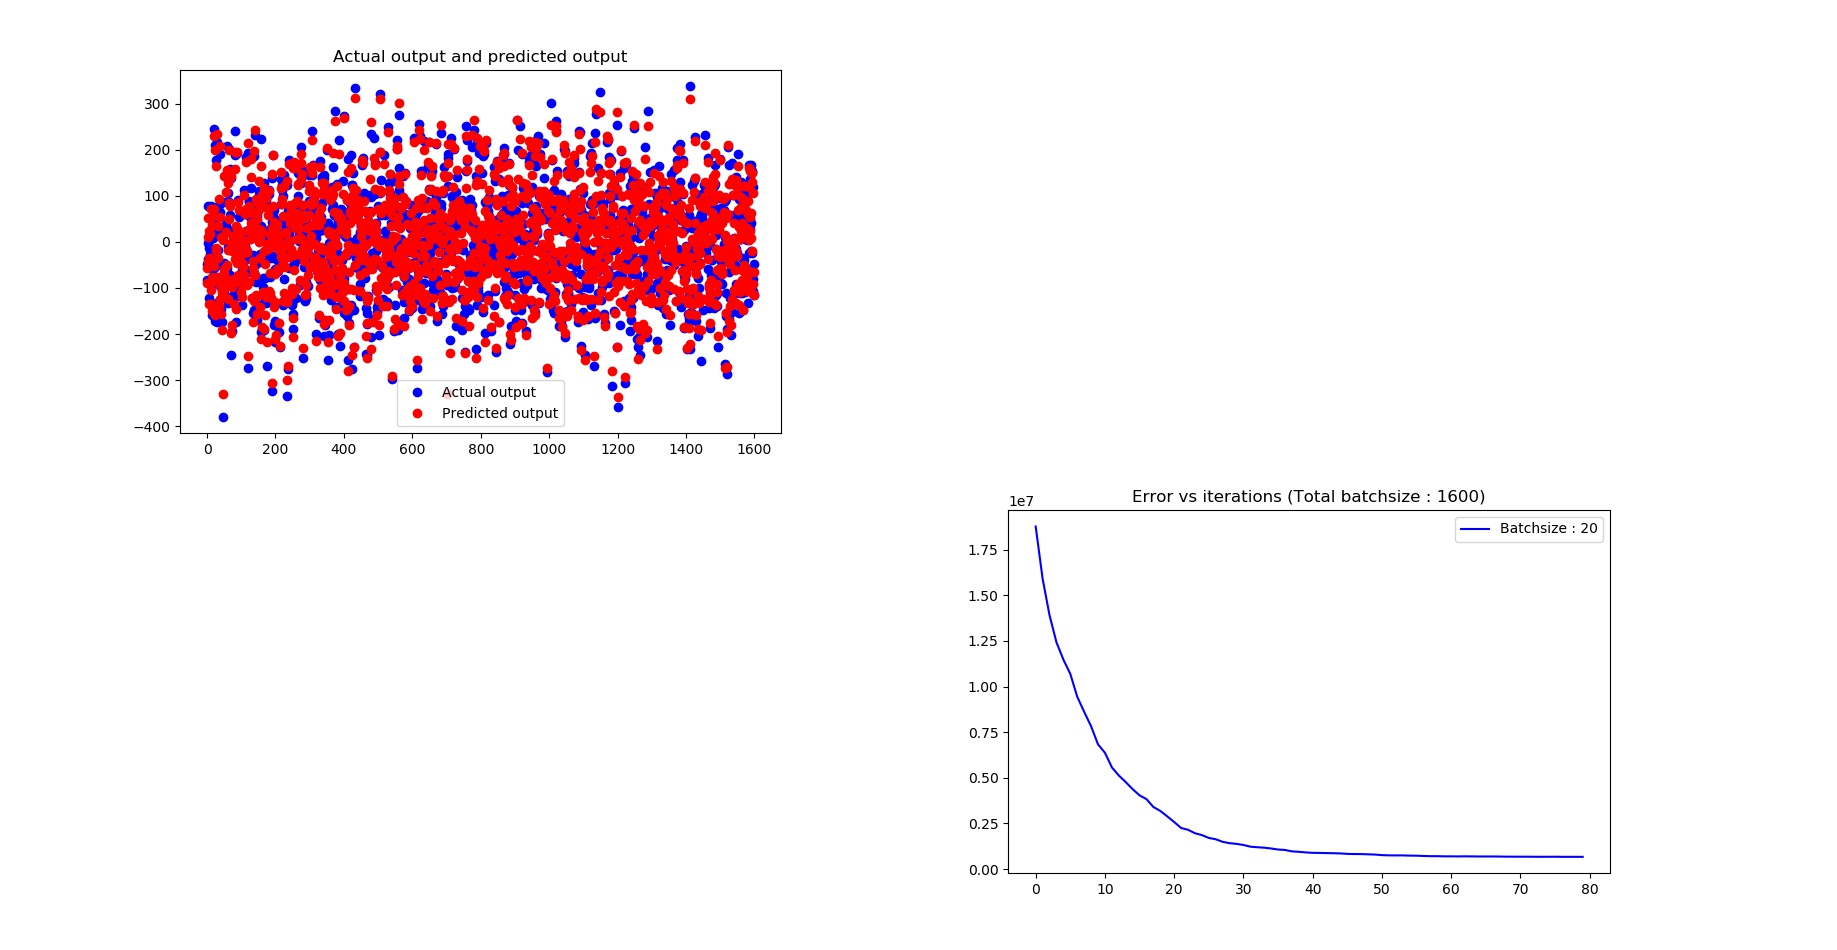 Actual output and predicted output
300
200
100
0
−100
−200
−300
−400
Actual output
Predicted output
0 200 400 600 800 1000 1200 1400 1600
Error vs iterations (Total batchsize : 1600)
1e7
Batchsize : 20
1.75
1.50
1.25
1.00
0.75
0.50
0.25
0.00
0 10 20 30 40 50 60 70 80